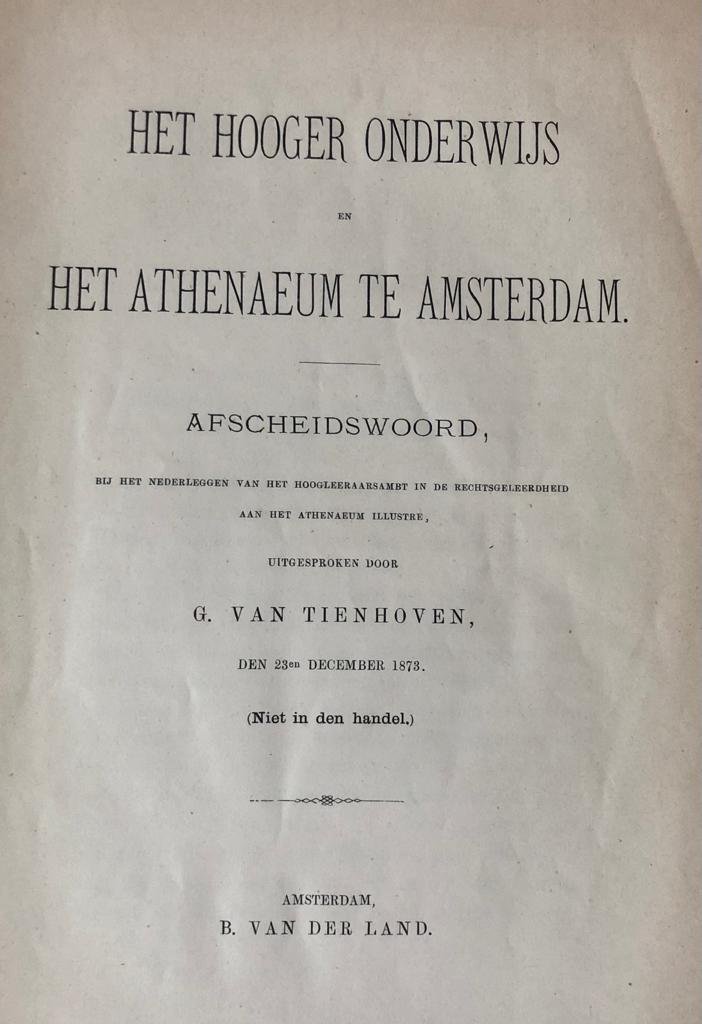 HET HOOGER ONDERWIJS
EN
HET ATHENAEUM TE AMSTERDAM.
AFSCHEIDSWOORD,
BIJ HET NEDERLEGGEN VAN HET HOOGLEERAARSAMBT IN DE RECHTSGELEERDHEID
AAN HET ATHENAEUM ILLUSTRE,
UITGESPROKEN DOOR
G. VAN TIENHOVEN,
DEN 23en DECEMBER 1873.
(Niet in den handel.)
AMSTERDAM,
B. VAN DER LAND.